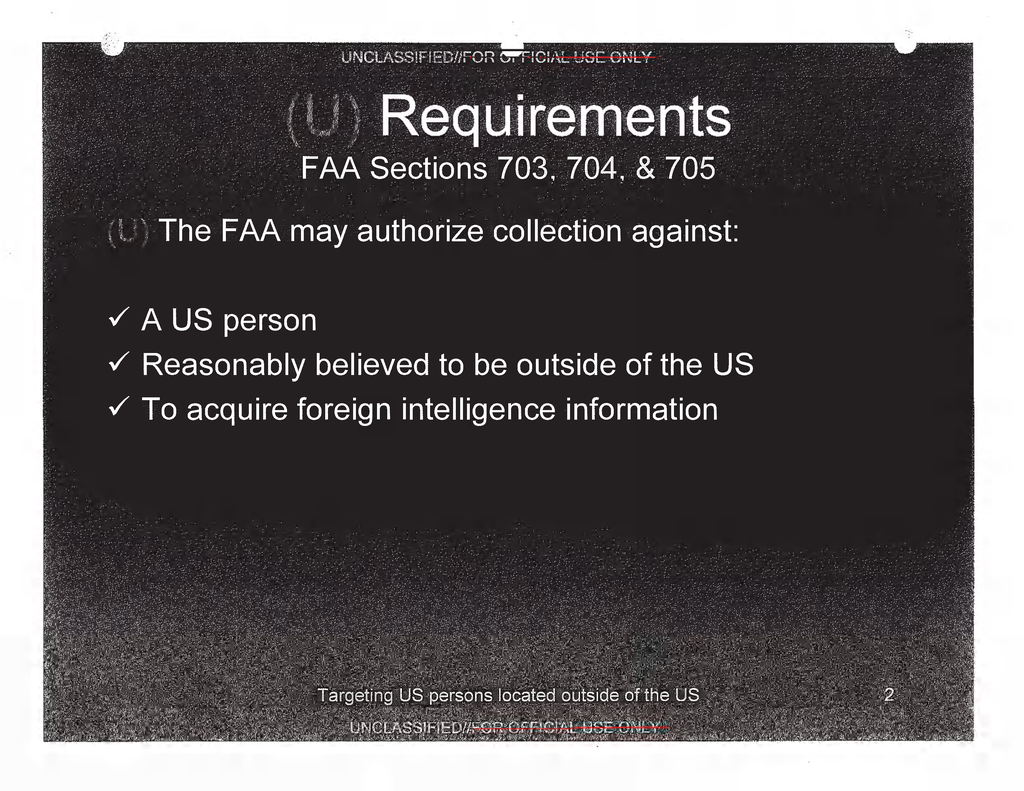 UNCLASSIFIED//FOR OFFICIAL USE ONLY
(U) Requirements
FAA Sections 703, 704, & 705
(U) The FAA may authorize collection against:
✓ A US person
✓ Reasonably believed to be outside of the US
✓ To acquire foreign intelligence information
Targeting US persons located outside of the US 2
UNCLASSIFIED//FOR OFFICIAL USE ONLY